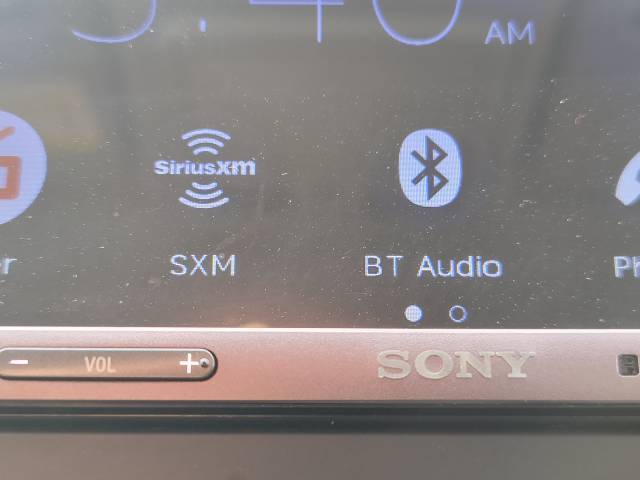 AM
SiriusXM
SXM
BT Audio
- VOL +
SONY